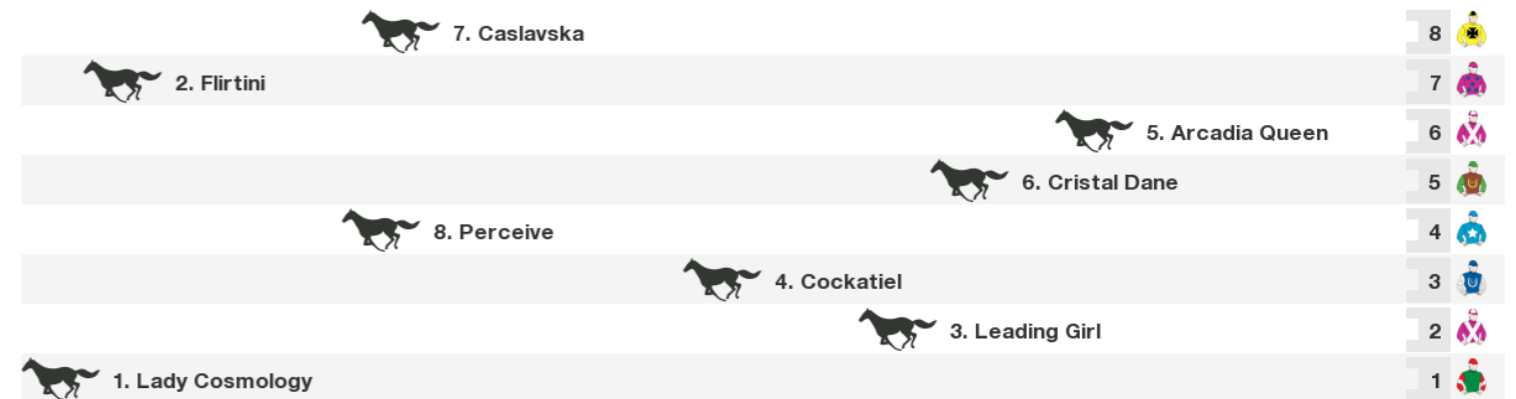 7. Caslavska 8
2. Flirtini 7
5. Arcadia Queen 6
6. Cristal Dane 5
8. Perceive 4
4. Cockatiel 3
3. Leading Girl 2
1. Lady Cosmology 1